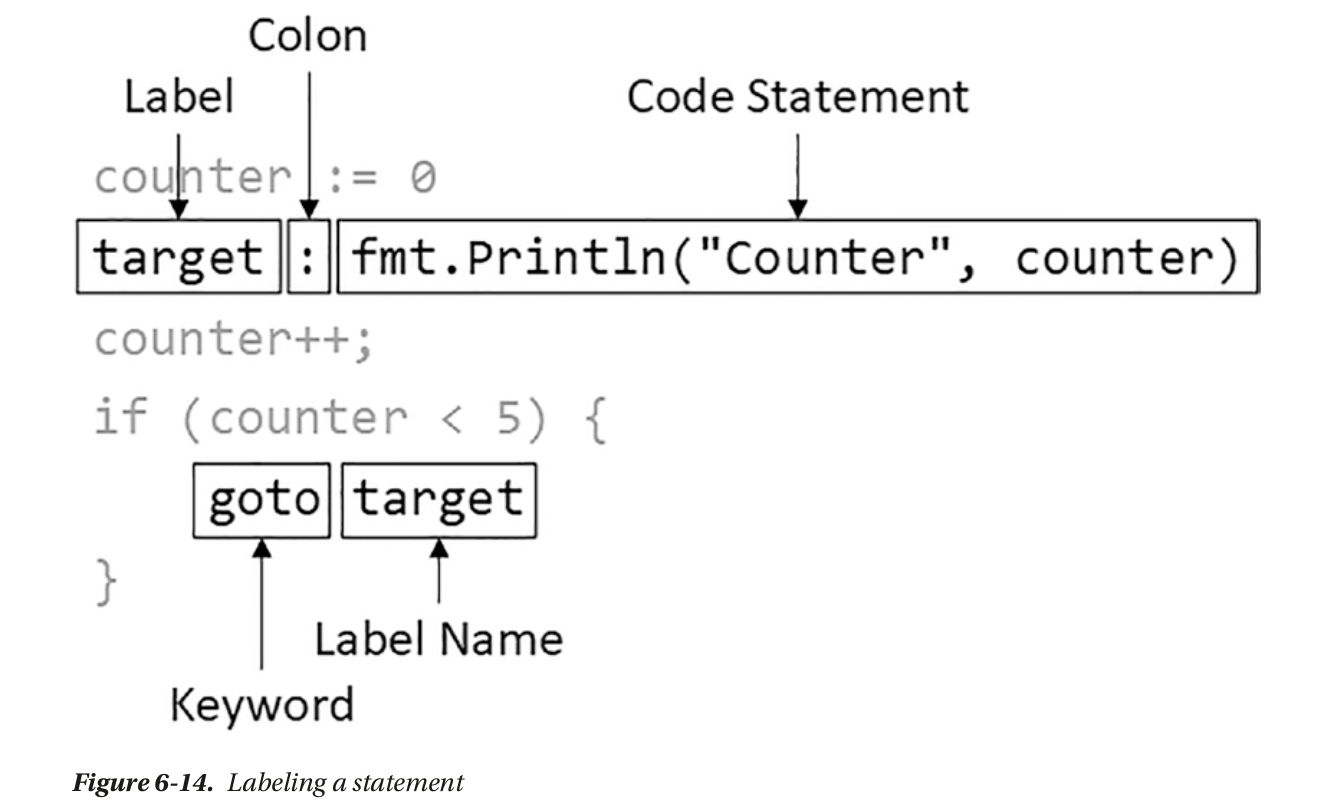 Colon
Label
Code Statement
counter := 0
target : fmt.Println("Counter", counter)
counter++;
if (counter < 5) {
goto target
}
Label Name
Keyword
Figure 6-14. Labeling a statement